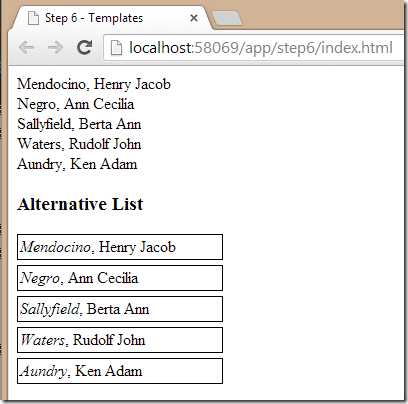 Step 6 - Templates
localhost:58069/app/step6/index.html
Mendocino, Henry Jacob
Negro, Ann Cecilia
Sallyfield, Berta Ann
Waters, Rudolf John
Aundry, Ken Adam
Alternative List
Mendocino, Henry Jacob
Negro, Ann Cecilia
Sallyfield, Berta Ann
Waters, Rudolf John
Aundry, Ken Adam